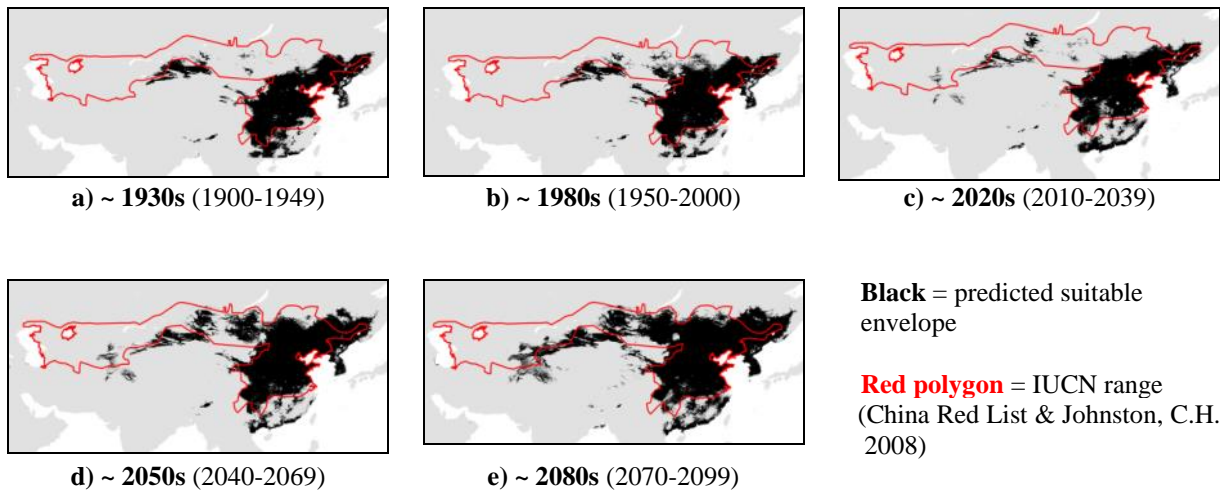 a) ~ 1930s (1900-1949)
b) ~ 1980s (1950-2000)
c) ~ 2020s (2010-2039)
d) ~ 2050s (2040-2069)
e) ~ 2080s (2070-2099)
Black = predicted suitable
envelope
Red polygon = IUCN range
(China Red List & Johnston, C.H.
2008)